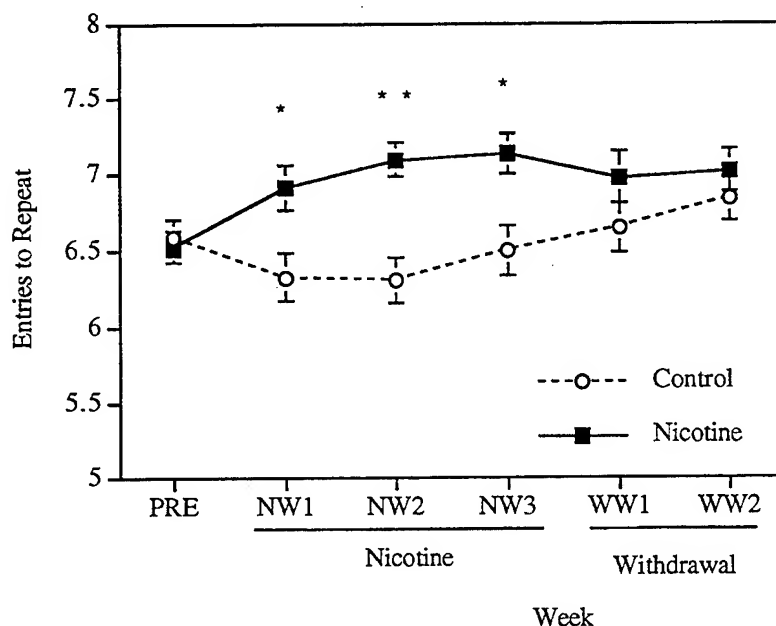 Entries to Repeat
8
7.5
7
6.5
6
5.5
5
*
* *
*
Control
Nicotine
PRE NW1 NW2 NW3 WW1 WW2
Nicotine Withdrawal
Week